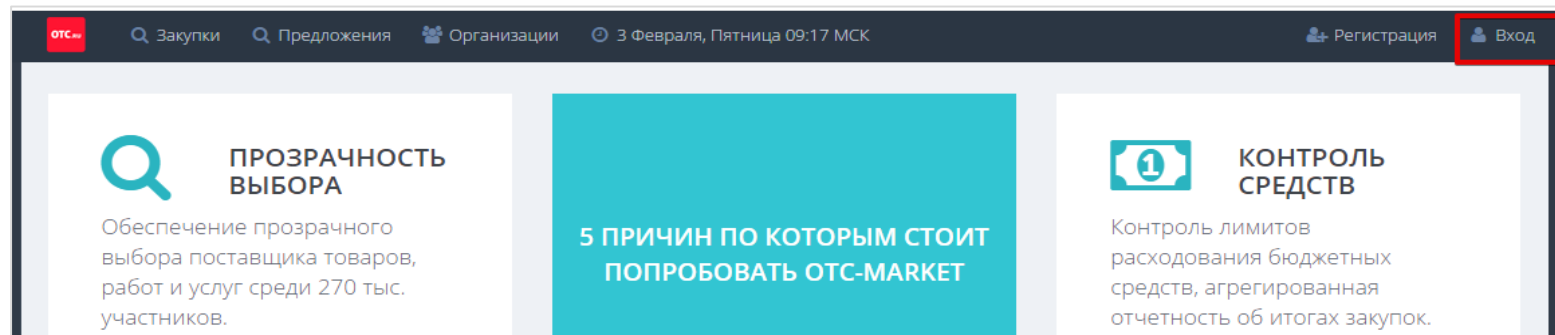 OTC.RU Закупки Предложения Организации 3 Февраля, Пятница 09:17 МСК Регистрация Вход
ПРОЗРАЧНОСТЬ
ВЫБОРА
Обеспечение прозрачного
выбора поставщика товаров,
работ и услуг среди 270 тыс.
участников.
5 ПРИЧИН ПО КОТОРЫМ СТОИТ
ПОПРОБОВАТЬ OTC-MARKET
1
КОНТРОЛЬ
СРЕДСТВ
Контроль лимитов
расходования бюджетных
средств, агрегированная
отчетность об итогах закупок.